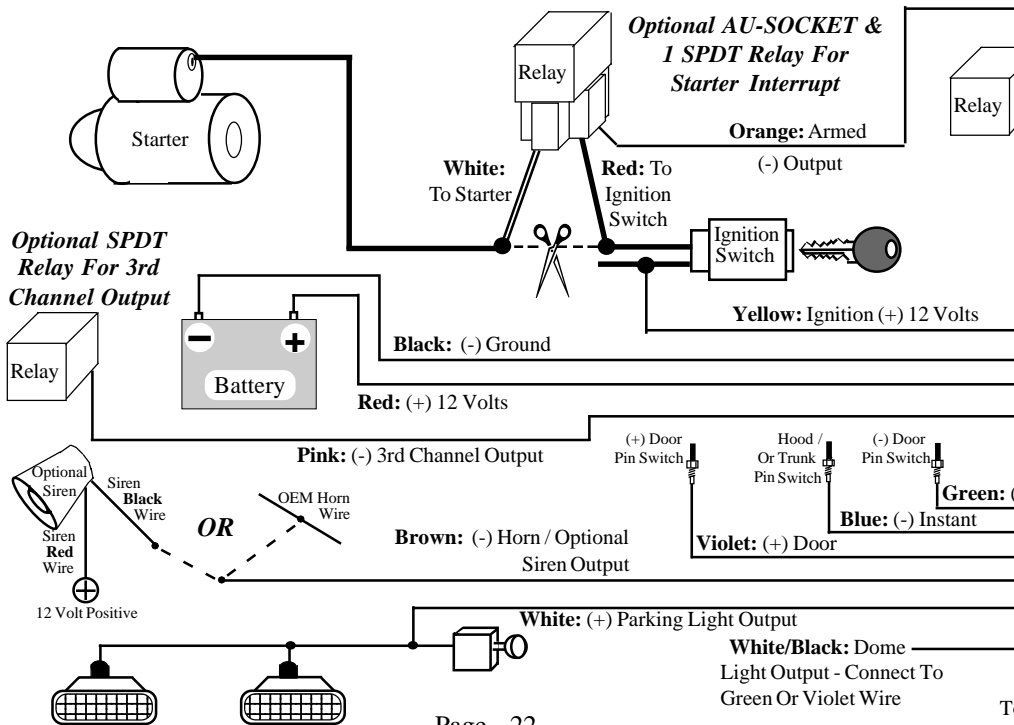 Optional AU-SOCKET &
1 SPDT Relay For
Starter Interrupt
Relay
Relay
Starter
Orange: Armed
(-) Output
White:
To Starter
Red: To
Ignition
Switch
Ignition
Switch
Optional SPDT
Relay For 3rd
Channel Output
Yellow: Ignition (+) 12 Volts
Relay
- +
Battery
Black: (-) Ground
Red: (+) 12 Volts
Pink: (-) 3rd Channel Output
(+) Door
Pin Switch
Hood /
Or Trunk
Pin Switch
(-) Door
Pin Switch
Optional
Siren
Siren
Black
Wire
OR
OEM Horn
Wire
Green: (
Blue: (-) Instant
Violet: (+) Door
Brown: (-) Horn / Optional
Siren Output
Siren
Red
Wire
+
12 Volt Positive
White: (+) Parking Light Output
White/Black: Dome
Light Output - Connect To
Green Or Violet Wire
Page - 22